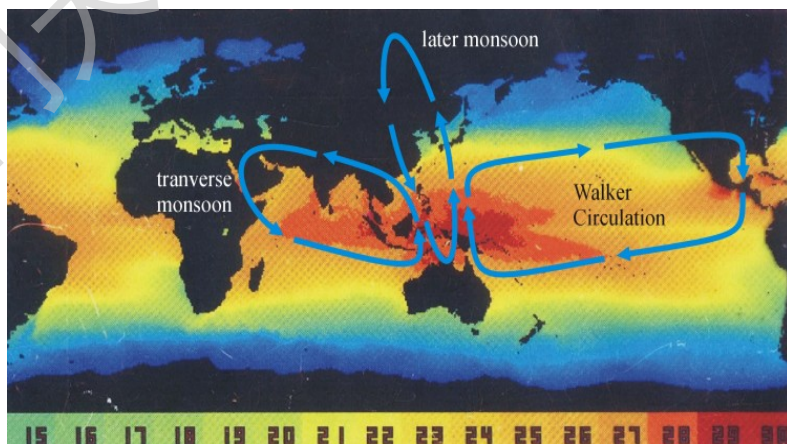 later monsoon
tranverse
monsoon
Walker
Circulation
15 16 17 18 19 20 21 22 23 24 25 26 27 28 29 30